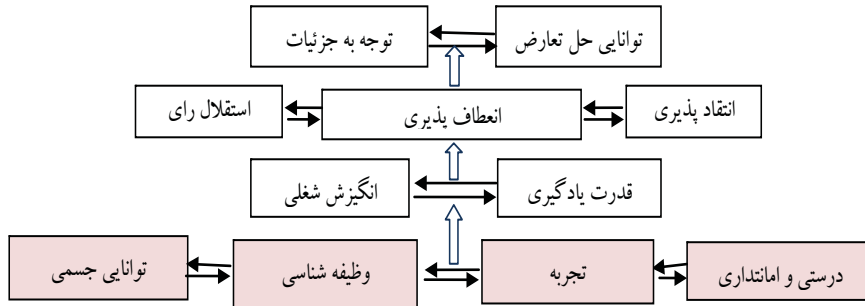 توانایی حل تعارض
توجه به جزئیات
انتقاد پذیری
انعطاف پذیری
استقلال رای
قدرت یادگیری
انگیزش شغلی
درستی و امانتداری
تجربه
وظیفه شناسی
توانایی جسمی